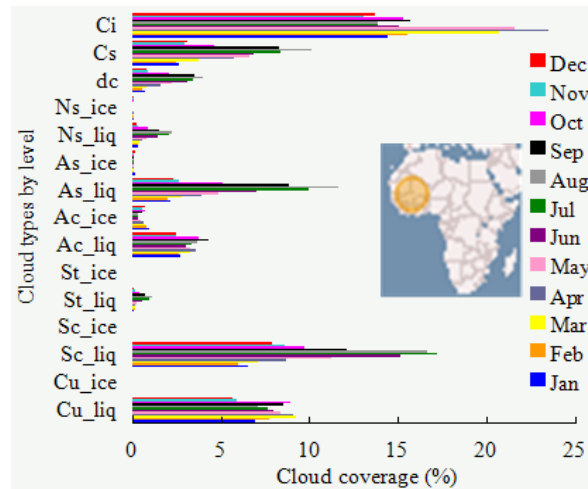 Cloud types by level
Ci
Cs
dc
Ns_ice
Ns_liq
As_ice
As_liq
Ac_ice
Ac_liq
St_ice
St_liq
Sc_ice
Sc_liq
Cu_ice
Cu_liq
0 5 10 15 20 25
Cloud coverage (%)
Dec
Nov
Oct
Sep
Aug
Jul
Jun
May
Apr
Mar
Feb
Jan